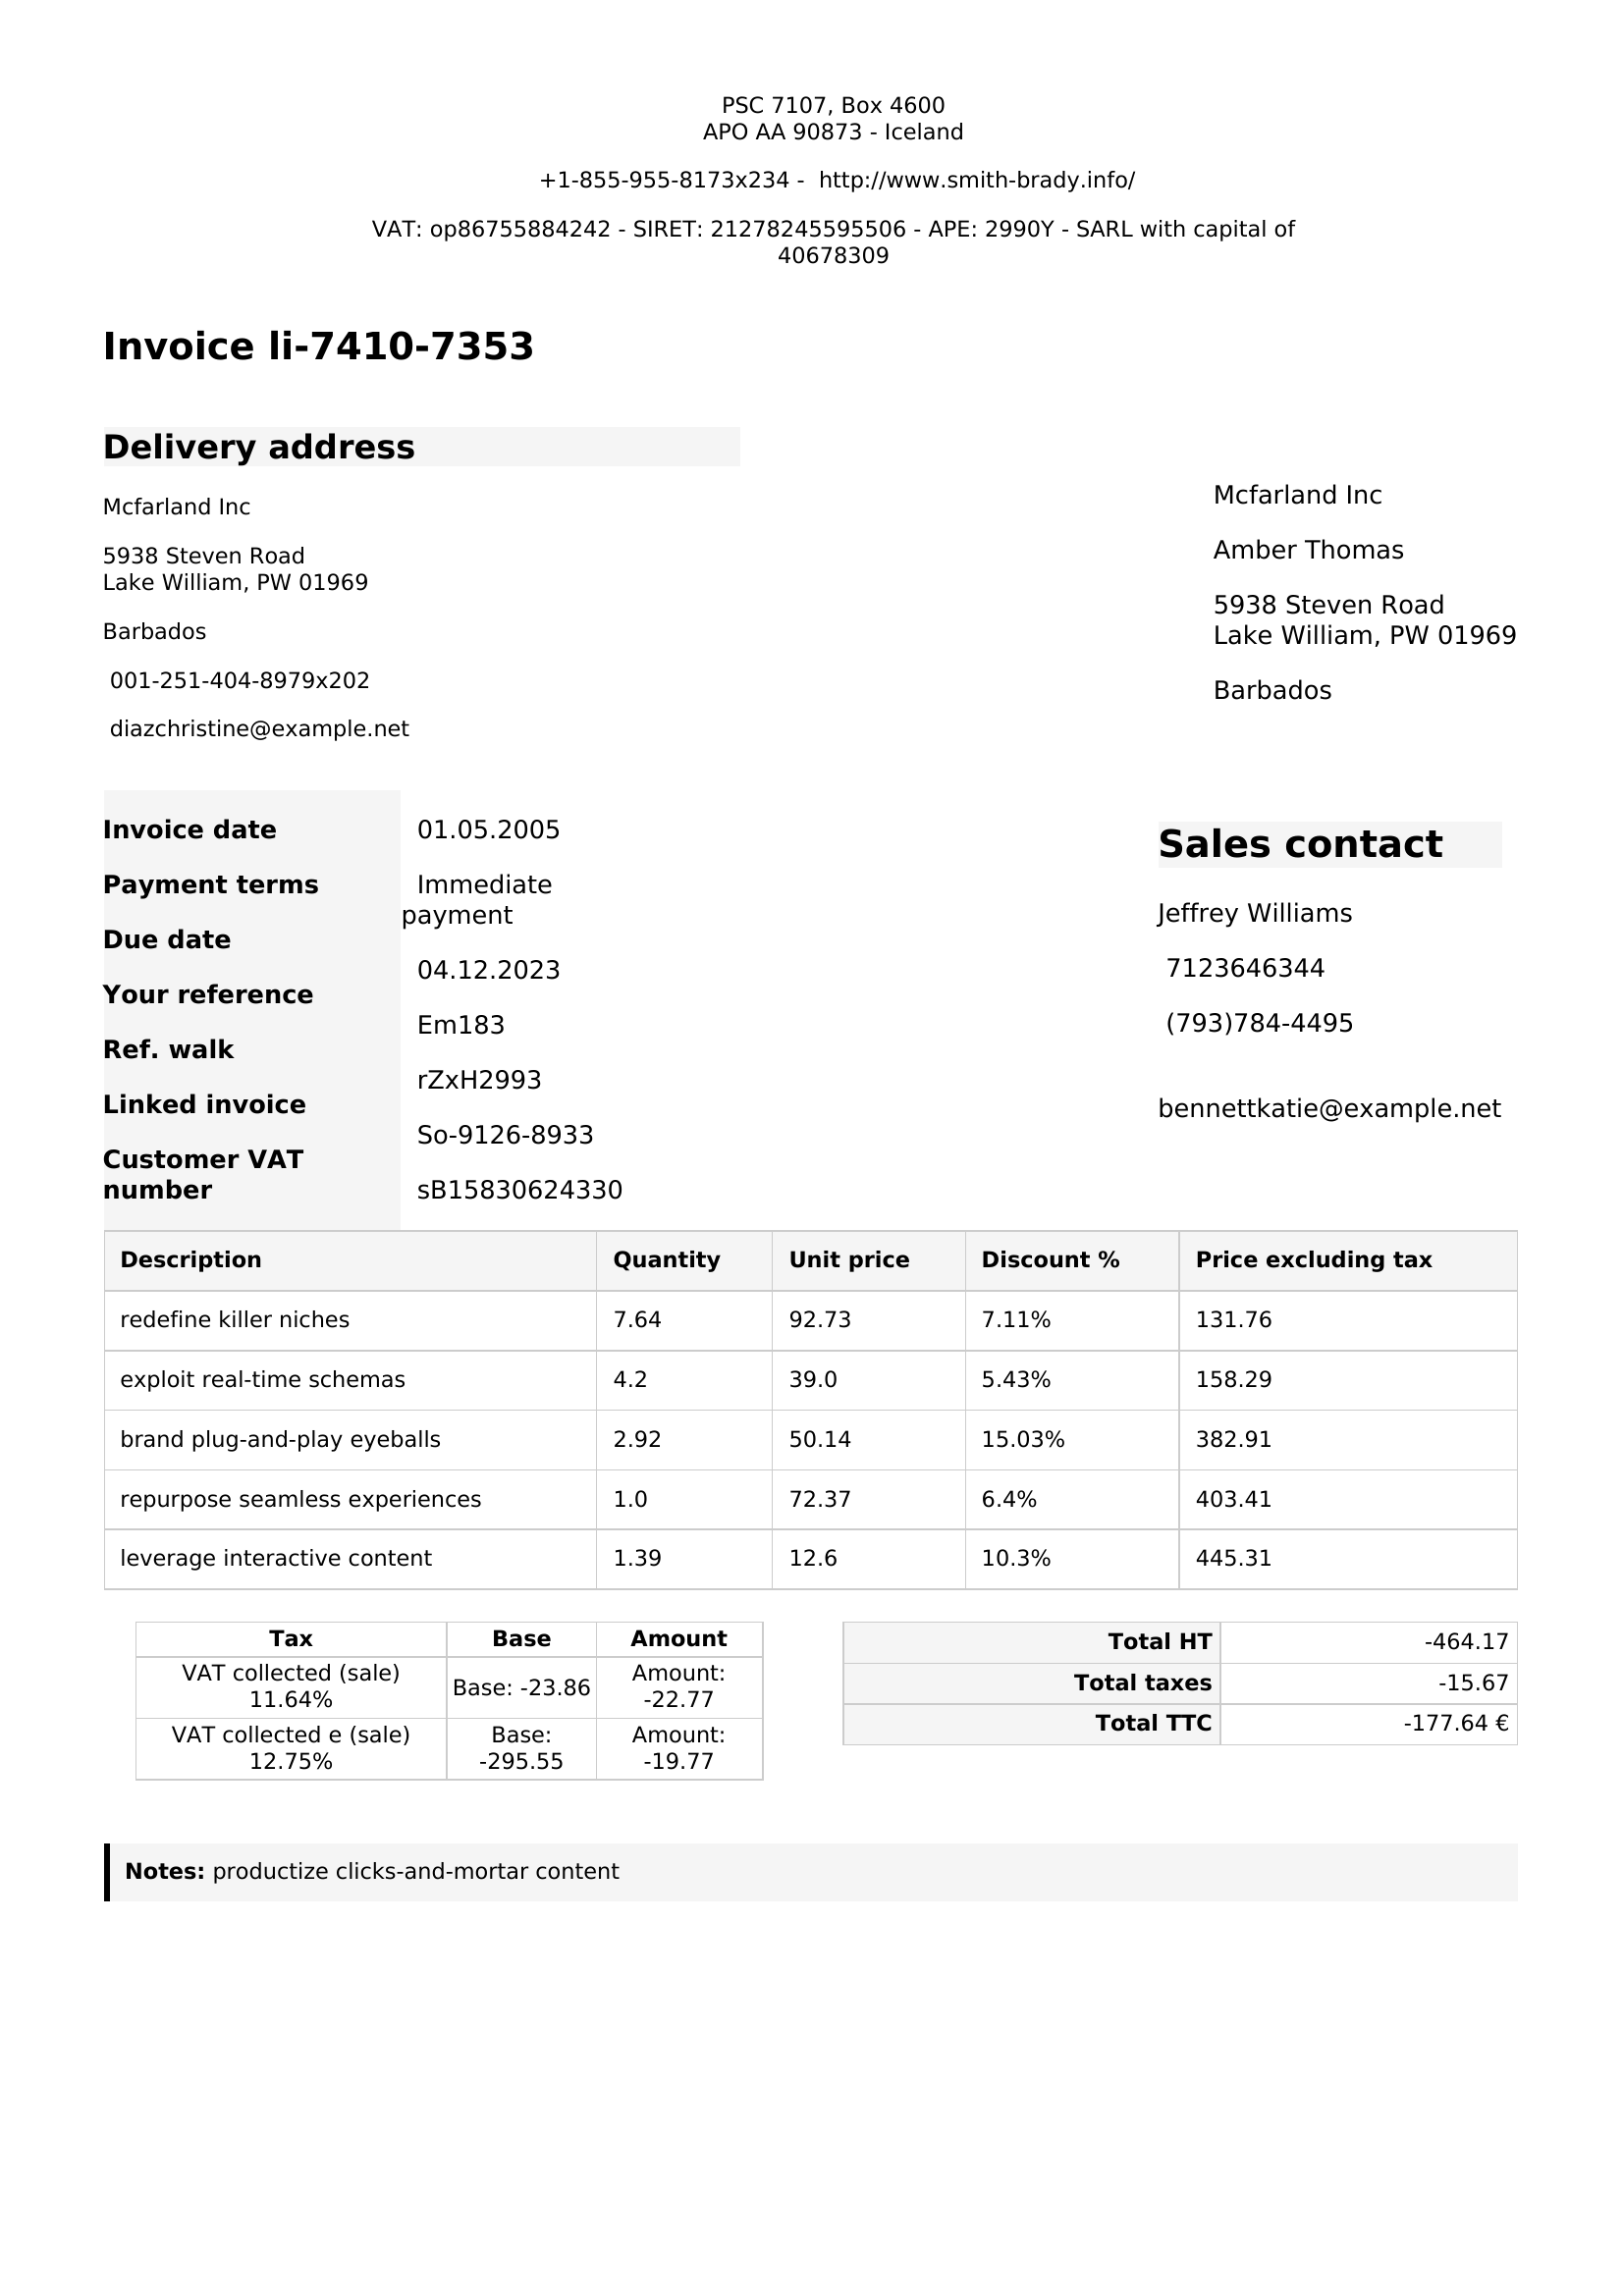 PSC 7107, Box 4600
APO AA 90873 - Iceland
+1-855-955-8173x234 - http://www.smith-brady.info/
VAT: op86755884242 - SIRET: 21278245595506 - APE: 2990Y - SARL with capital of
40678309
Invoice li-7410-7353
Delivery address
Mcfarland Inc
5938 Steven Road
Lake William, PW 01969
Barbados
001-251-404-8979x202
diazchristine@example.net
Mcfarland Inc
Amber Thomas
5938 Steven Road
Lake William, PW 01969
Barbados
Invoice date
Payment terms
Due date
Your reference
Ref. walk
Linked invoice
Customer VAT
number
01.05.2005
Immediate
payment
04.12.2023
Em183
rZxH2993
So-9126-8933
sB15830624330
Sales contact
Jeffrey Williams
7123646344
(793)784-4495
bennettkatie@example.net
Description Quantity Unit price Discount % Price excluding tax
redefine killer niches 7.64 92.73 7.11% 131.76
exploit real-time schemas 4.2 39.0 5.43% 158.29
brand plug-and-play eyeballs 2.92 50.14 15.03% 382.91
repurpose seamless experiences 1.0 72.37 6.4% 403.41
leverage interactive content 1.39 12.6 10.3% 445.31
Tax Base Amount
VAT collected (sale)
11.64%
Base: -23.86
Amount:
-22.77
VAT collected e (sale)
12.75%
Base:
-295.55
Amount:
-19.77
Total HT -464.17
Total taxes -15.67
Total TTC -177.64 €
Notes: productize clicks-and-mortar content